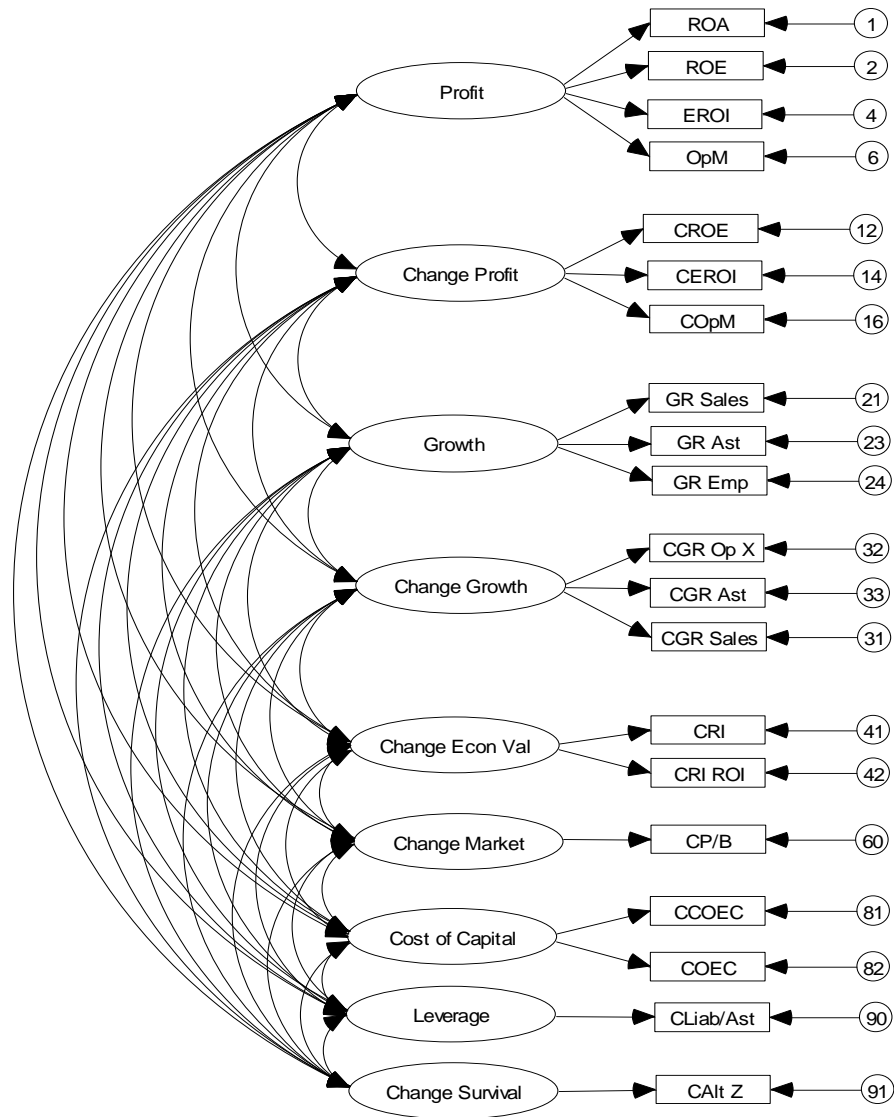 ROA 1
ROE 2
Profit
EROI 4
OpM 6
CROE 12
Change Profit
CEROI 14
COpM 16
GR Sales 21
Growth
GR Ast 23
GR Emp 24
CGR Op X 32
Change Growth
CGR Ast 33
CGR Sales 31
CRI 41
Change Econ Val
CRI ROI 42
Change Market
CP/B 60
CCOEC 81
Cost of Capital
COEC 82
Leverage
CLiab/Ast 90
Change Survival
CAlt Z 91